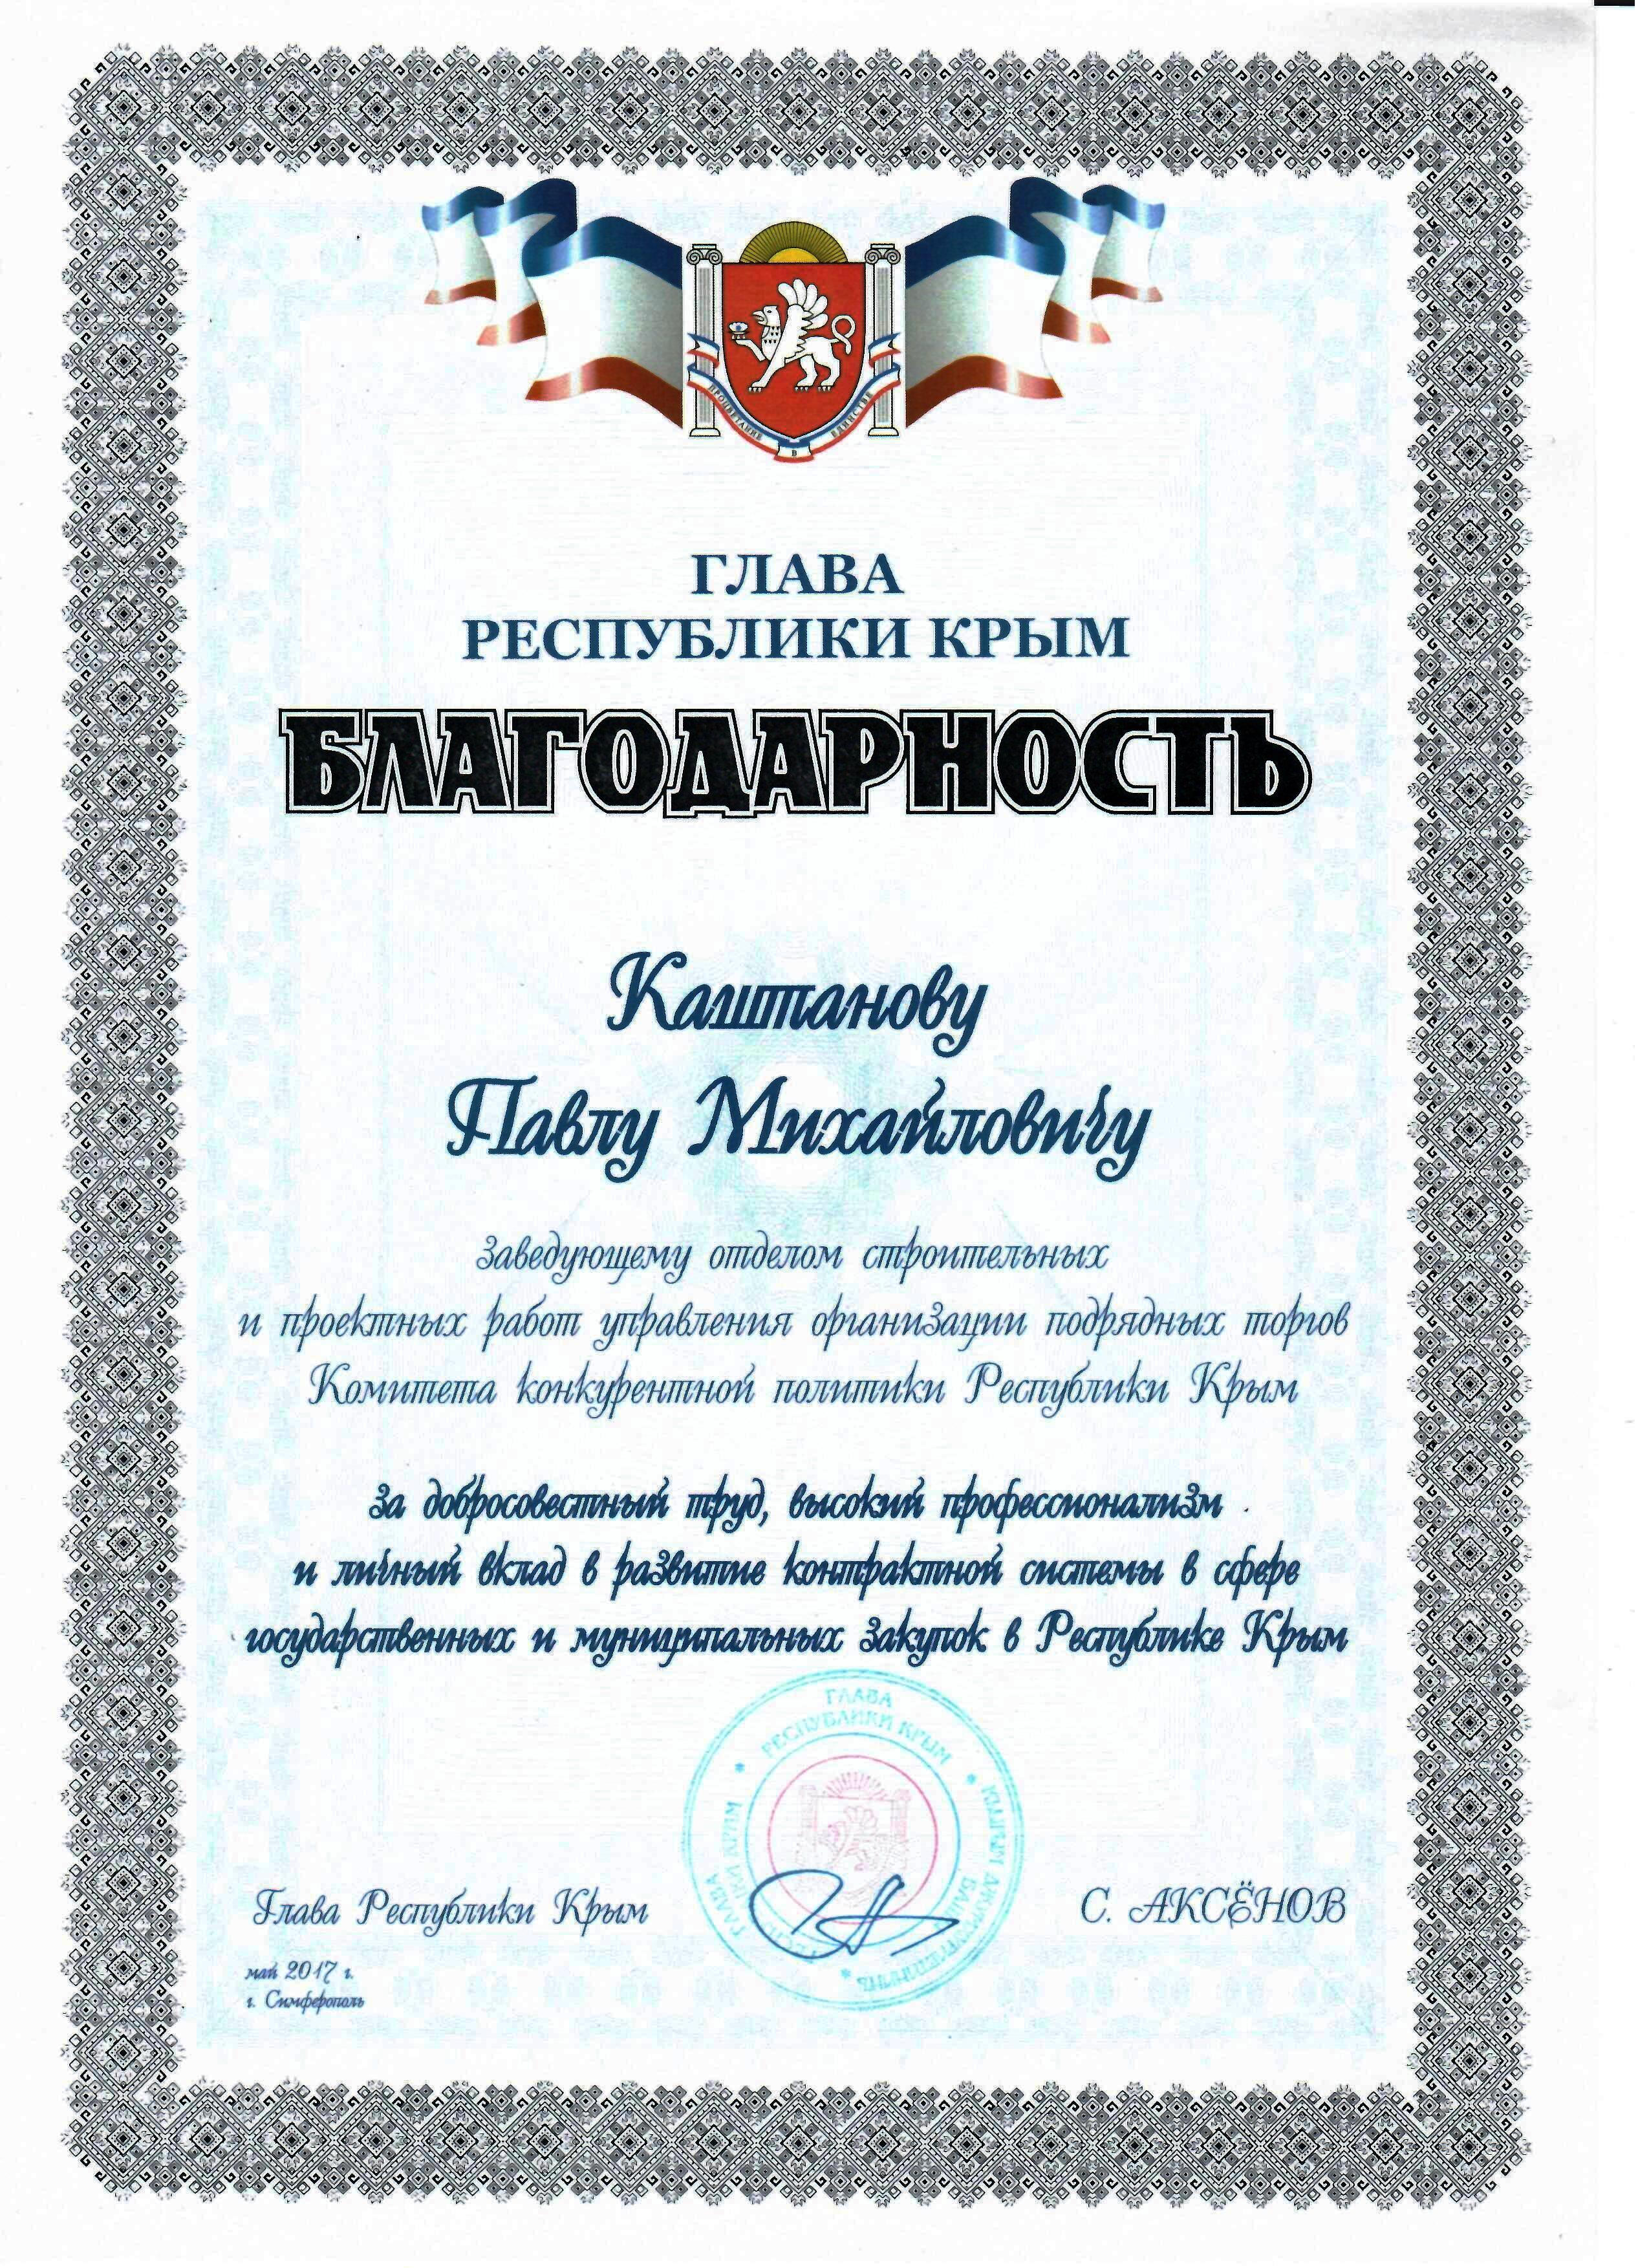 ПРОЦВЕТАНИЕ В ЕДИНСТВЕ
ГЛАВА
РЕСПУБЛИКИ КРЫМ
БЛАГОДАРНОСТЬ
Каштанову
Павлу Михайловичу
заведующему отделом строительных
и проектных работ управления организации подрядных торгов
Комитета конкурентной политики Республики Крым
за добросовестный труд, высокий профессионализм
и личный вклад в развитие контрактной системы в сфере
государственных и муниципальных закупок в Республике Крым
ГЛАВА
РЕСПУБЛИКИ КРЫМ
Глава Республики Крым
С. АКСЁНОВ
май 2017 г.
г. Симферополь